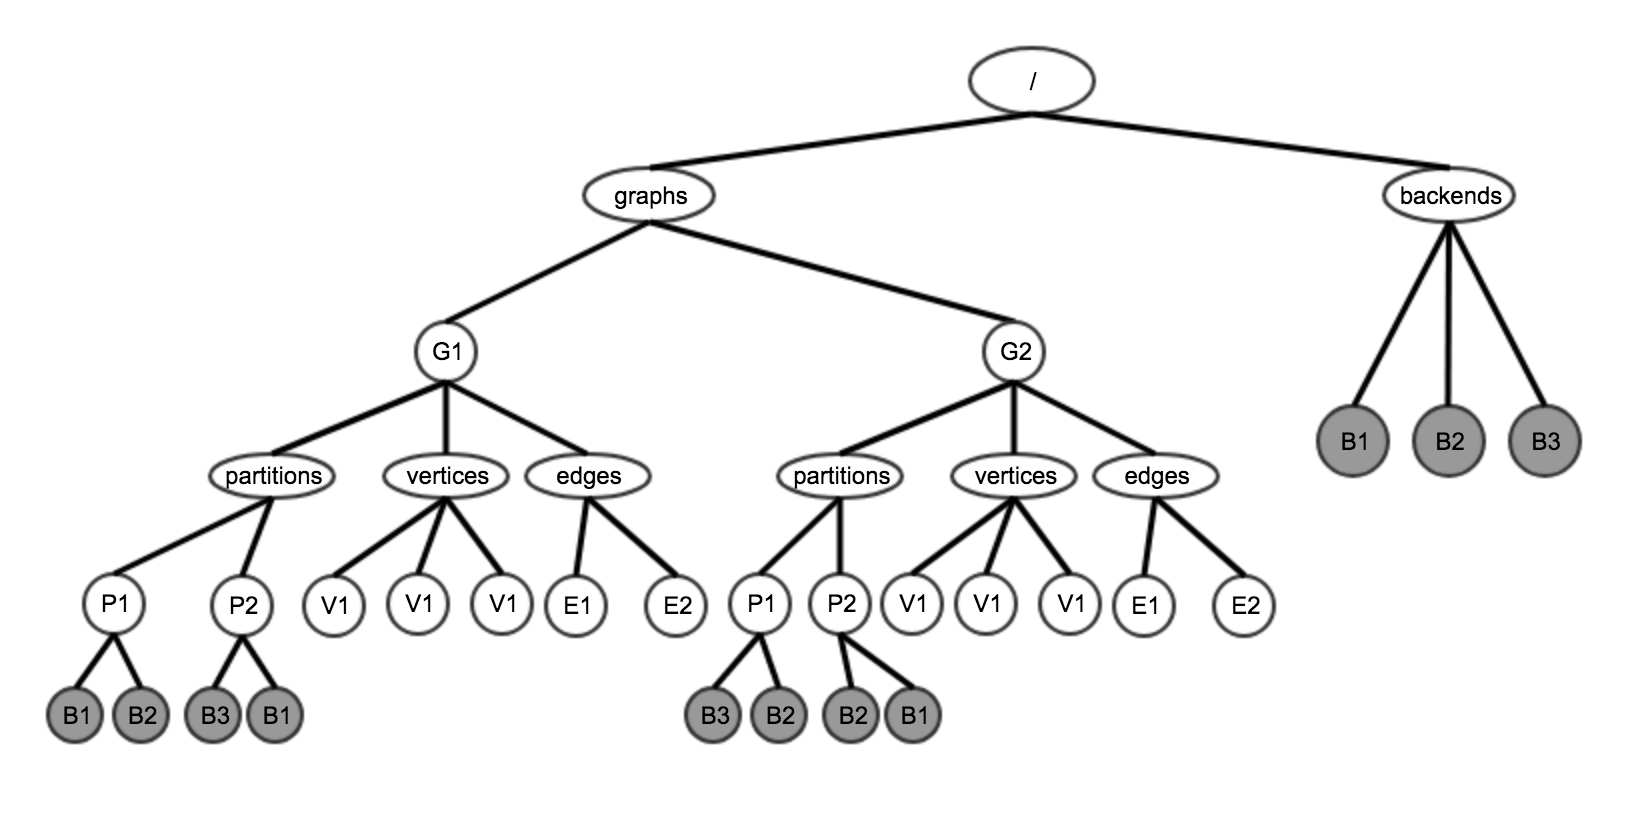 /
graphs
backends
G1
G2
B1
B2
B3
partitions
vertices
edges
partitions
vertices
edges
P1
P2
V1
V1
V1
E1
E2
P1
P2
V1
V1
V1
E1
E2
B1
B2
B3
B1
B3
B2
B2
B1